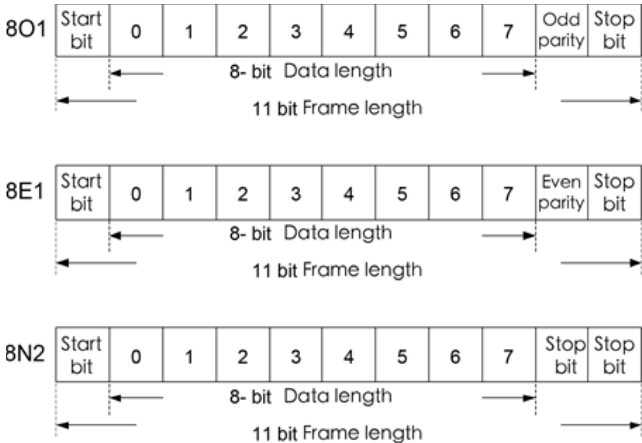 8O1 Start bit 0 1 2 3 4 5 6 7 Odd parity Stop bit
8- bit Data length
11 bit Frame length
8E1 Start bit 0 1 2 3 4 5 6 7 Even parity Stop bit
8- bit Data length
11 bit Frame length
8N2 Start bit 0 1 2 3 4 5 6 7 Stop bit Stop bit
8- bit Data length
11 bit Frame length